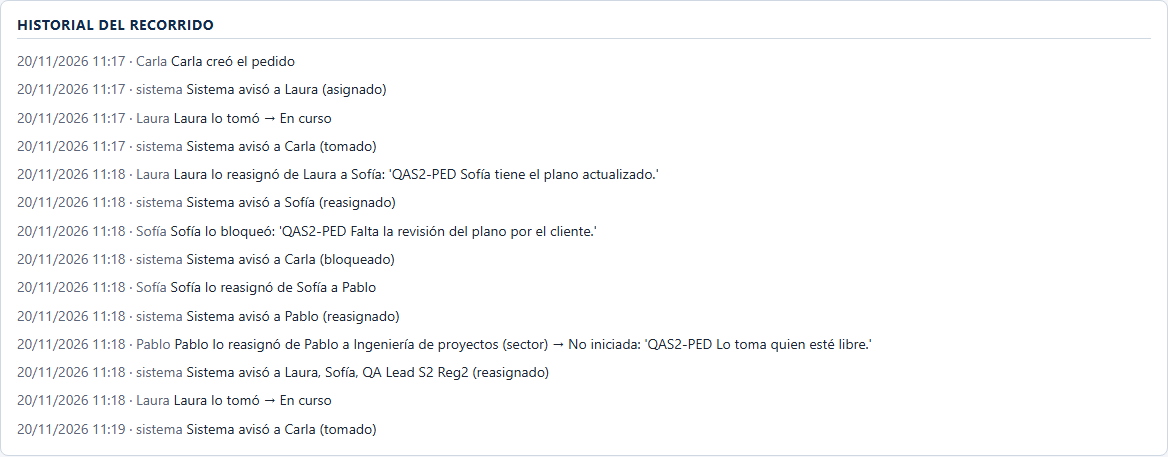 HISTORIAL DEL RECORRIDO
20/11/2026 11:17 · Carla Carla creó el pedido
20/11/2026 11:17 · sistema Sistema avisó a Laura (asignado)
20/11/2026 11:17 · Laura Laura lo tomó → En curso
20/11/2026 11:17 · sistema Sistema avisó a Carla (tomado)
20/11/2026 11:18 · Laura Laura lo reasignó de Laura a Sofía: 'QAS2-PED Sofía tiene el plano actualizado.'
20/11/2026 11:18 · sistema Sistema avisó a Sofía (reasignado)
20/11/2026 11:18 · Sofía Sofía lo bloqueó: 'QAS2-PED Falta la revisión del plano por el cliente.'
20/11/2026 11:18 · sistema Sistema avisó a Carla (bloqueado)
20/11/2026 11:18 · Sofía Sofía lo reasignó de Sofía a Pablo
20/11/2026 11:18 · sistema Sistema avisó a Pablo (reasignado)
20/11/2026 11:18 · Pablo Pablo lo reasignó de Pablo a Ingeniería de proyectos (sector) → No iniciada: 'QAS2-PED Lo toma quien esté libre.'
20/11/2026 11:18 · sistema Sistema avisó a Laura, Sofía, QA Lead S2 Reg2 (reasignado)
20/11/2026 11:18 · Laura Laura lo tomó → En curso
20/11/2026 11:19 · sistema Sistema avisó a Carla (tomado)